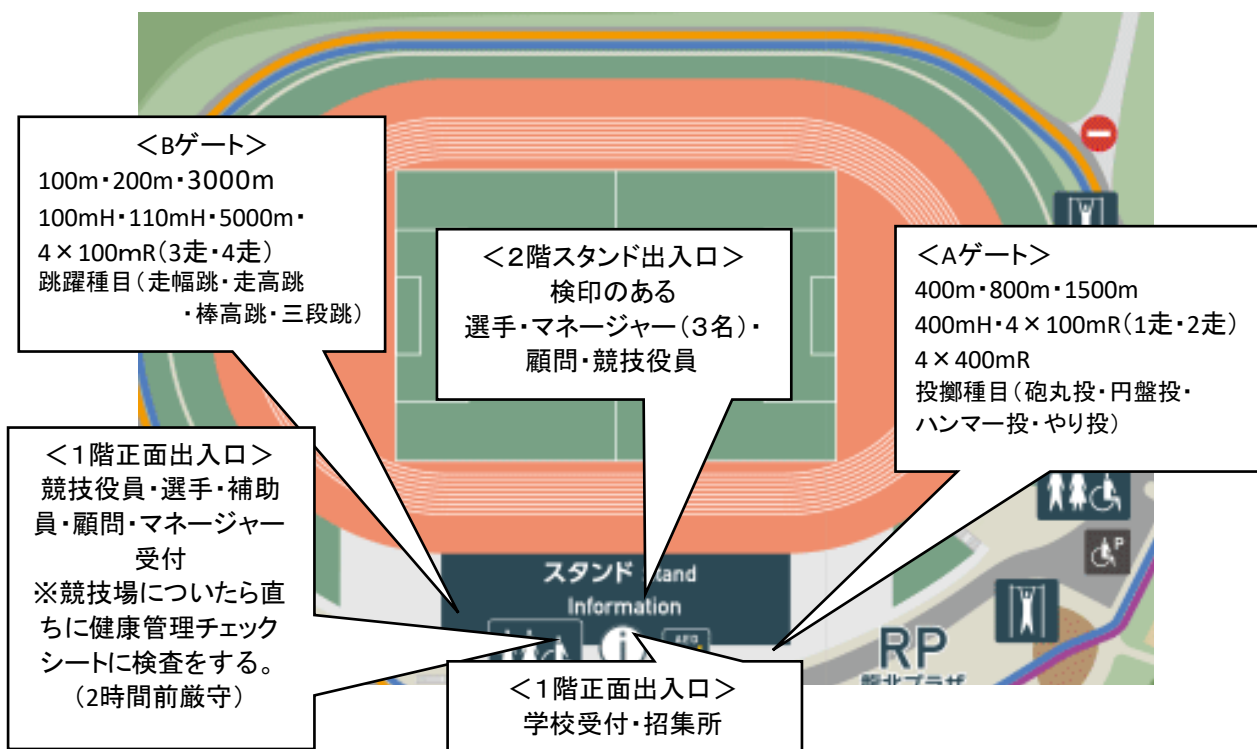 <Bゲート>
100m・200m・3000m
100mH・110mH・5000m・
4×100mR(3走・4走)
跳躍種目(走幅跳・走高跳
・棒高跳・三段跳)
<2階スタンド出入口>
検印のある
選手・マネージャー(3名)・
顧問・競技役員
<Aゲート>
400m・800m・1500m
400mH・4×100mR(1走・2走)
4×400mR
投擲種目(砲丸投・円盤投・
ハンマー投・やり投)
<1階正面出入口>
競技役員・選手・補助
員・顧問・マネージャー
受付
※競技場についたら直
ちに健康管理チェック
シートに検査をする。
(2時間前厳守)
スタンド Stand
Information
i
AED
P
RP
龍北プラザ
<1階正面出入口>
学校受付・招集所